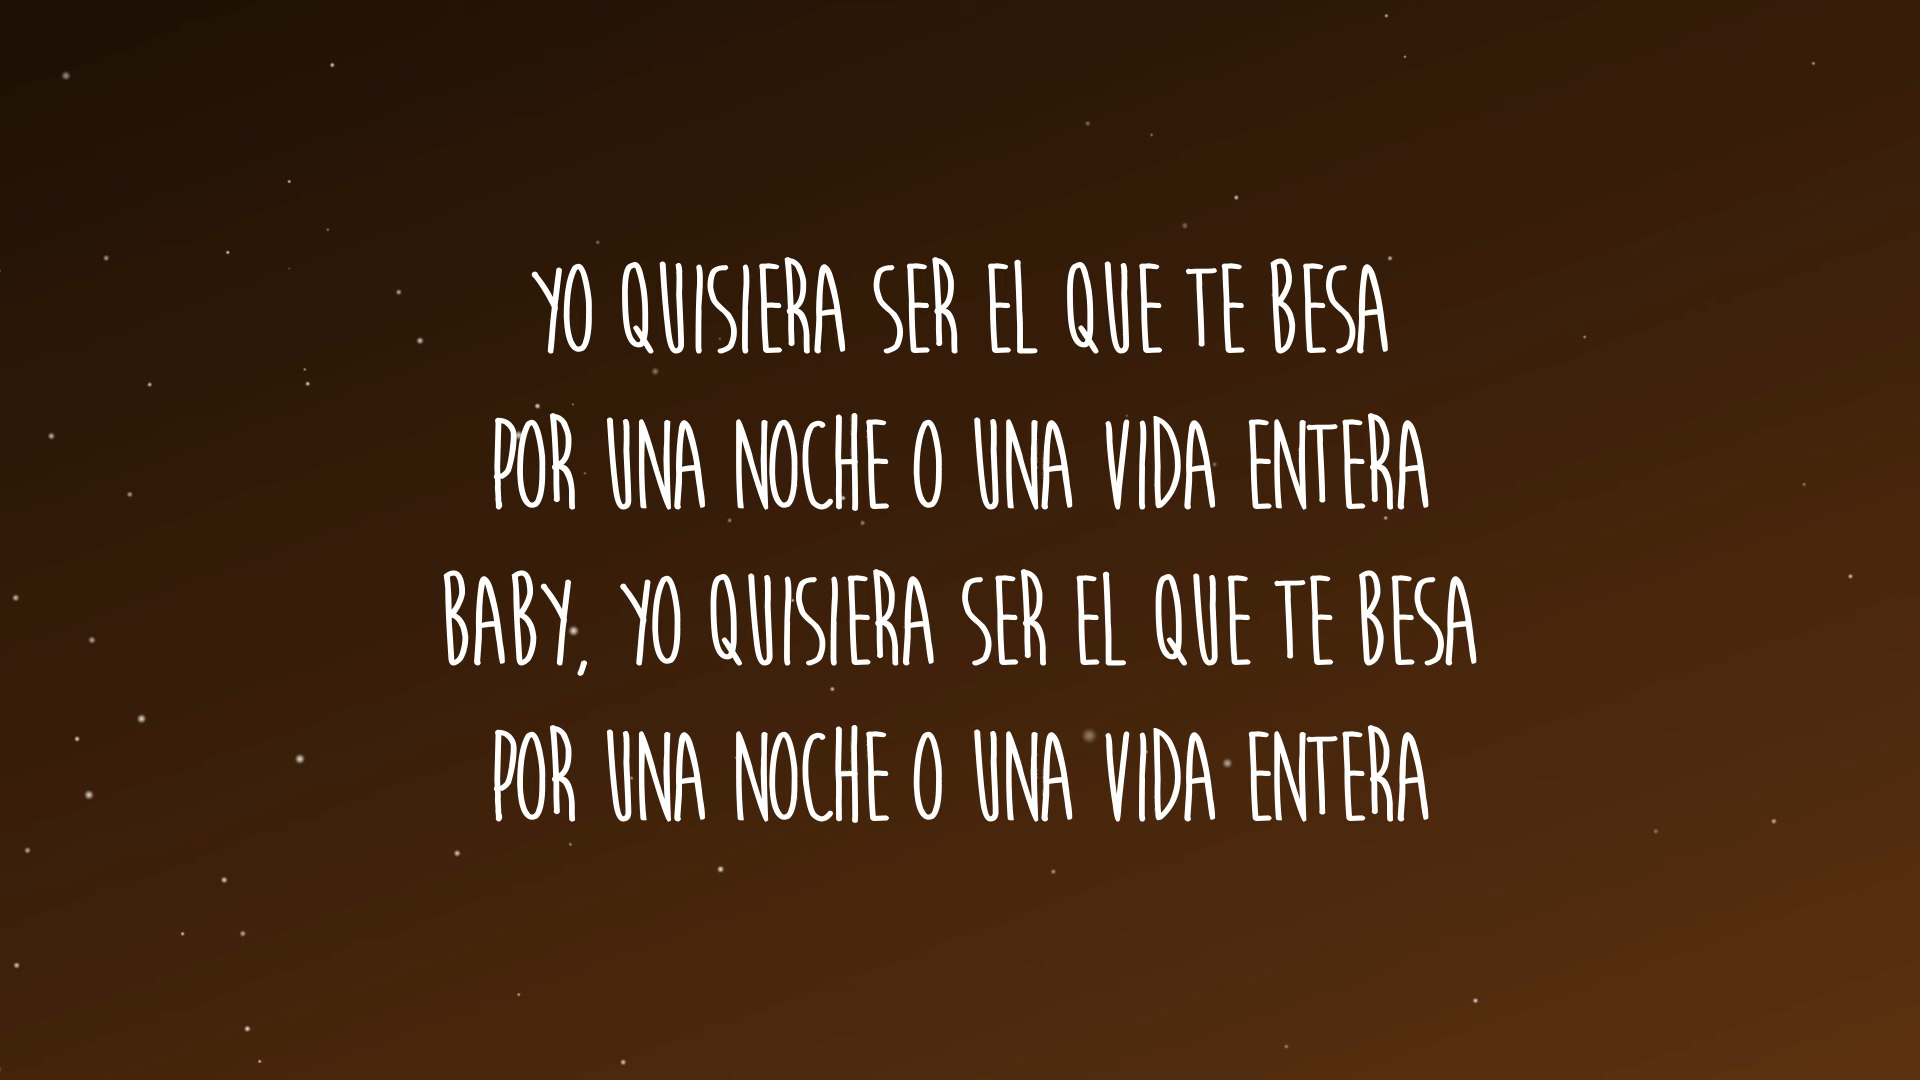 YO QUISIERA SER EL QUE TE BESA
POR UNA NOCHE O UNA VIDA ENTERA
BABY, YO QUISIERA SER EL QUE TE BESA
POR UNA NOCHE O UNA VIDA ENTERA